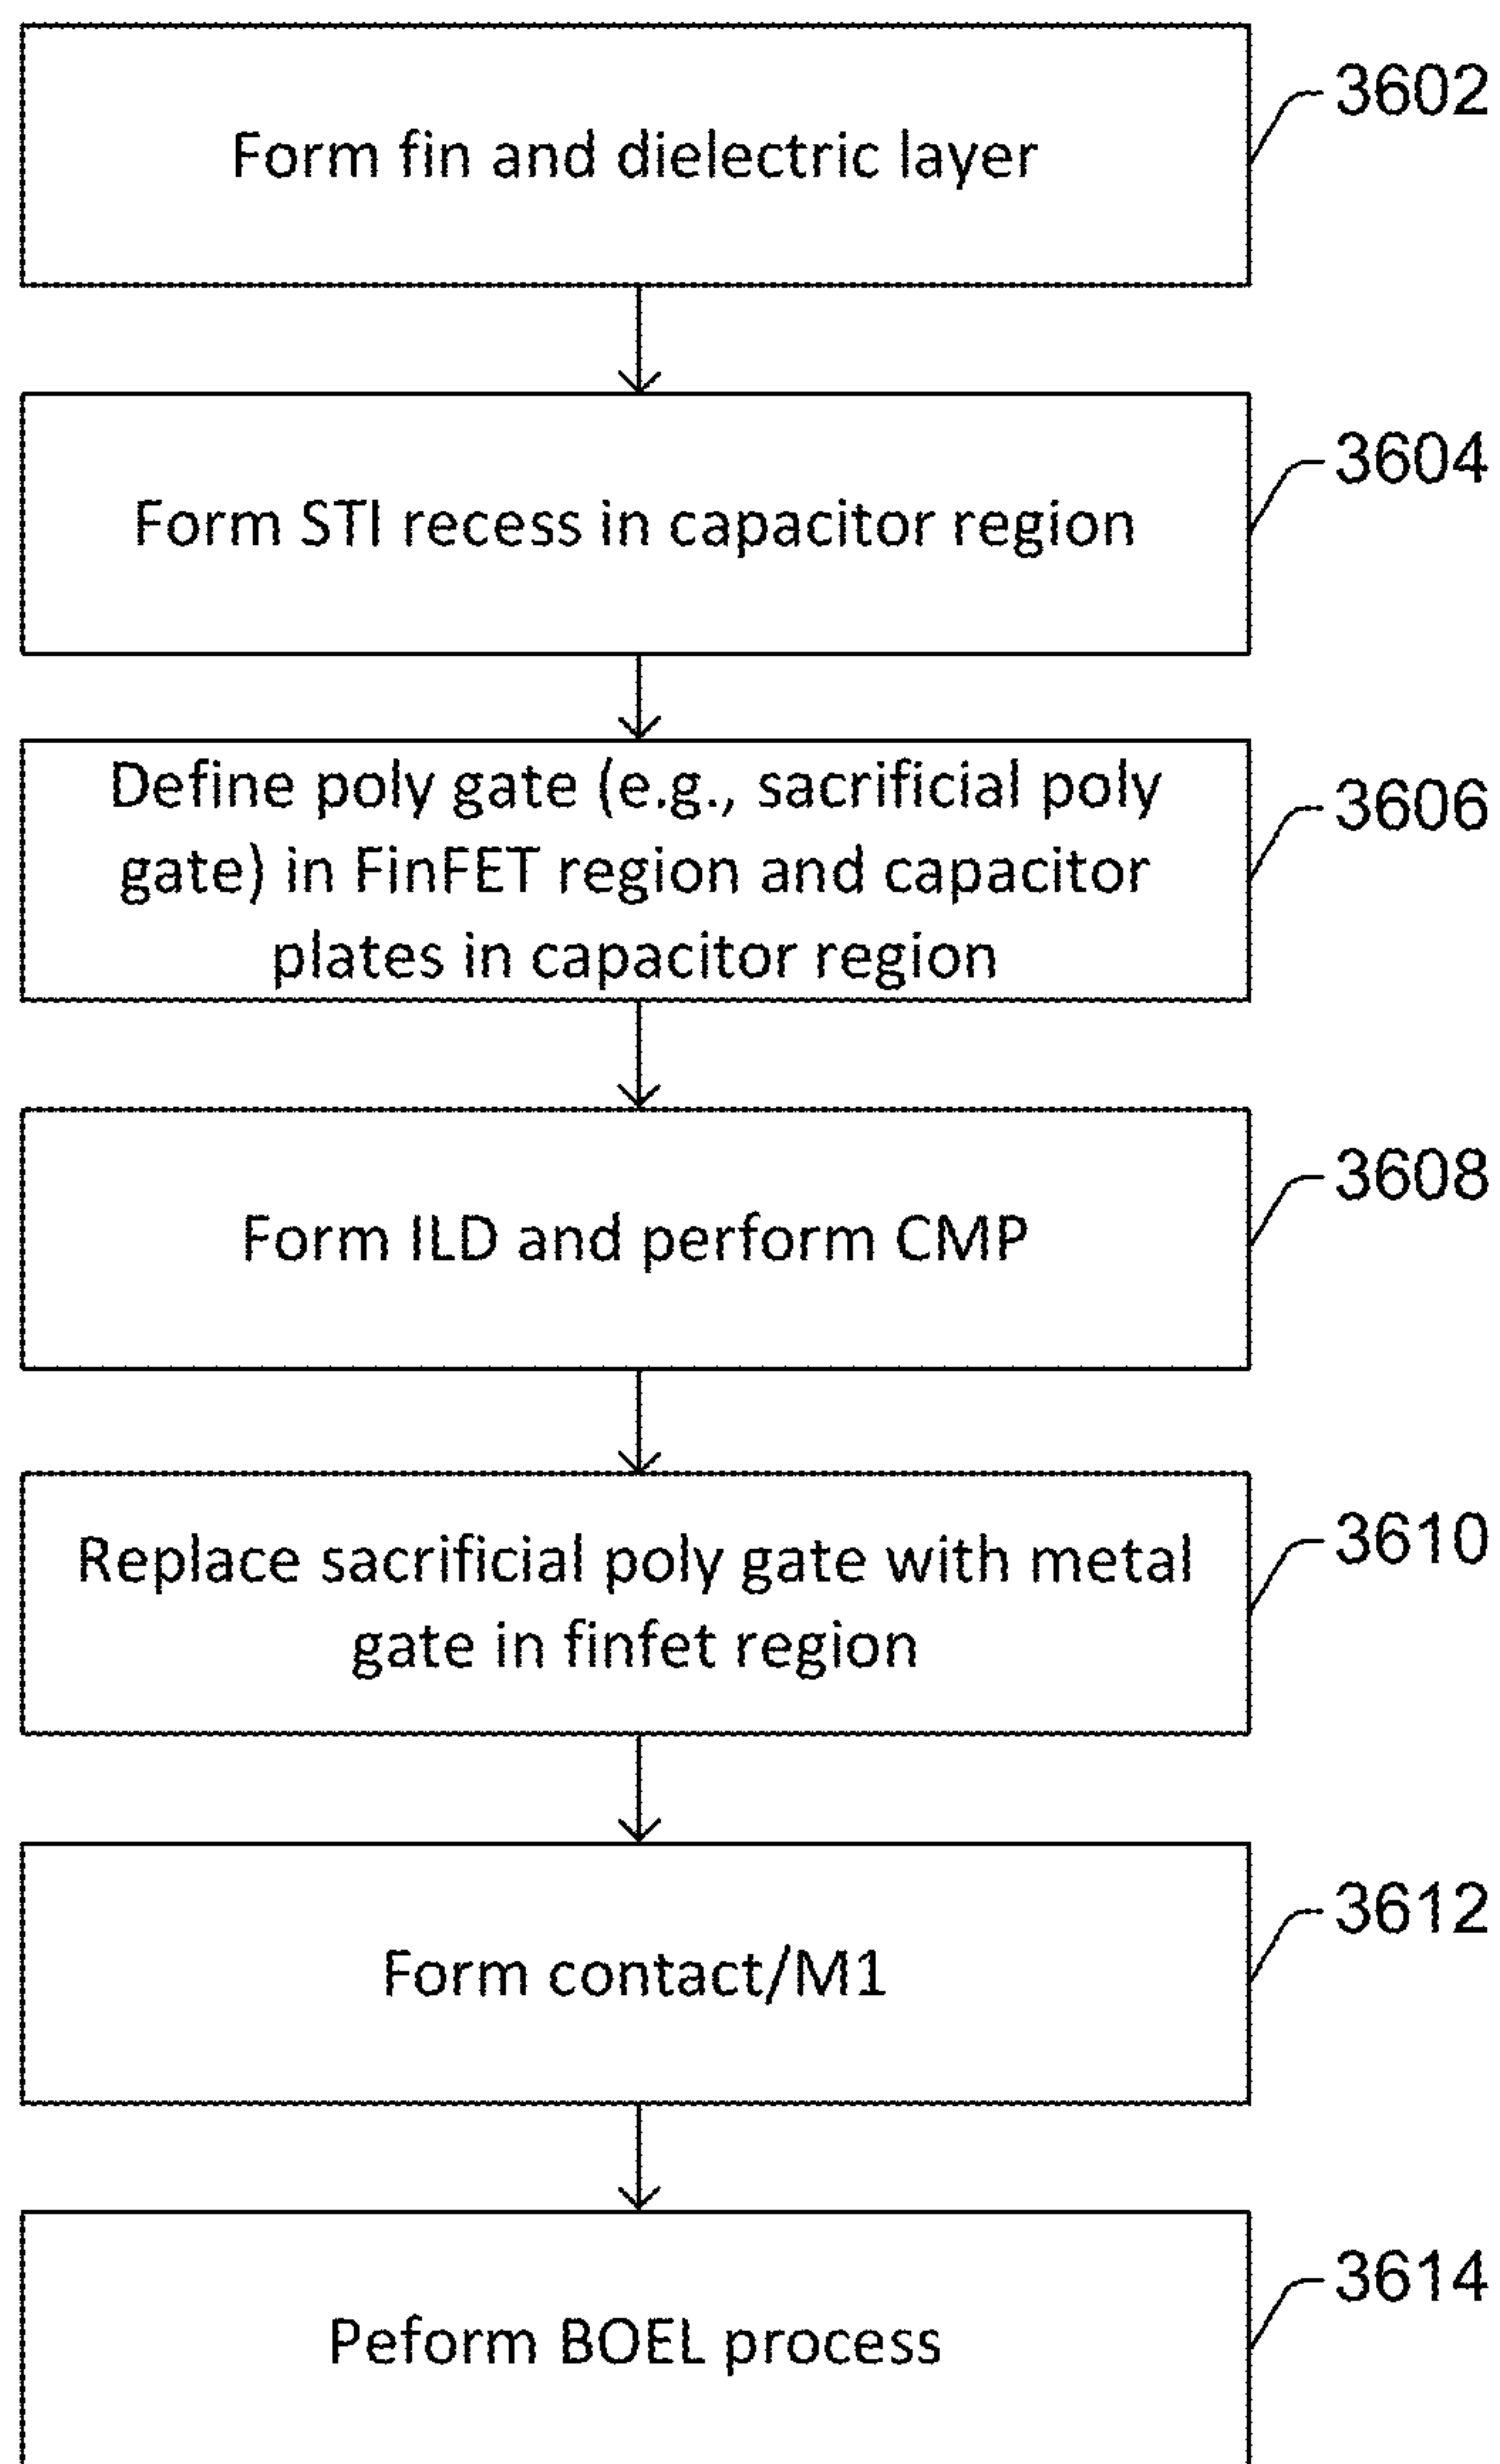 Form fin and dielectric layer
3602
Form STI recess in capacitor region
3604
Define poly gate (e.g., sacrificial poly
gate) in FinFET region and capacitor
plates in capacitor region
3606
Form ILD and perform CMP
3608
Replace sacrificial poly gate with metal
gate in finfet region
3610
Form contact/M1
3612
Peform BOEL process
3614